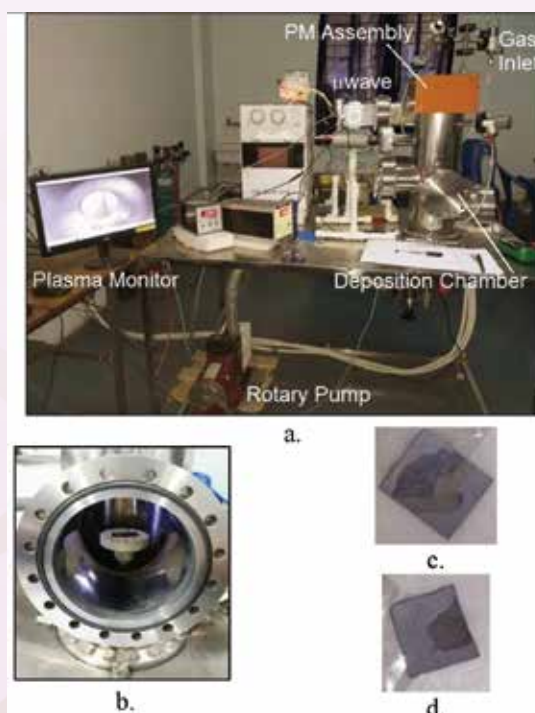 PM Assembly
Gas
Inlet
μwave
Plasma Monitor
Deposition
Chamber
Rotary Pump
a.
b.
c.
d.